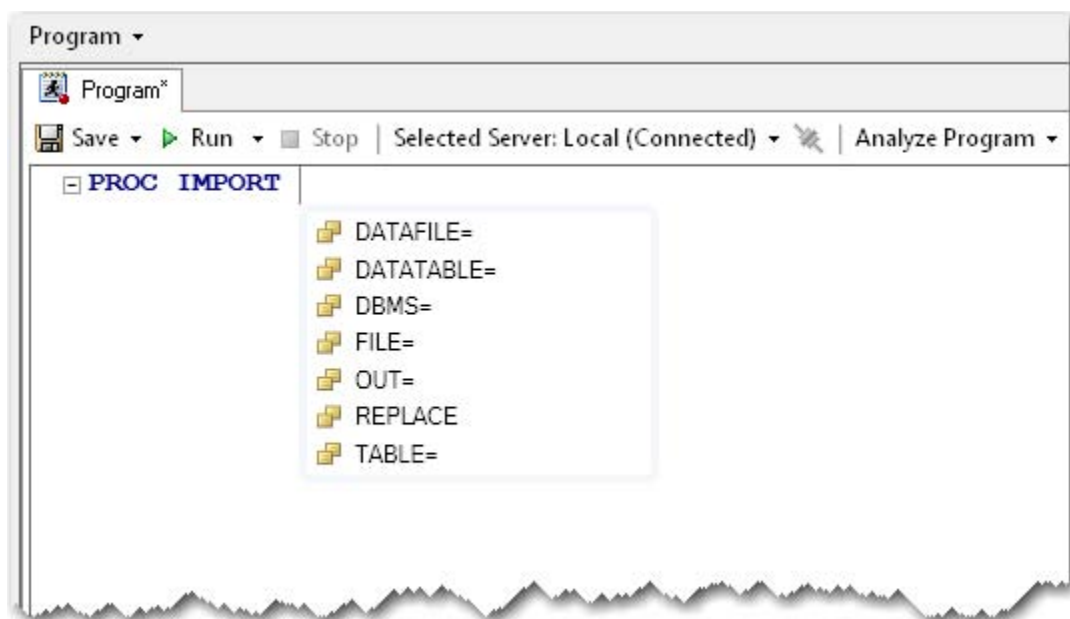 Program
Program*
Save Run Stop Selected Server: Local (Connected) Analyze Program
PROC IMPORT
DATAFILE=
DATATABLE=
DBMS=
FILE=
OUT=
REPLACE
TABLE=